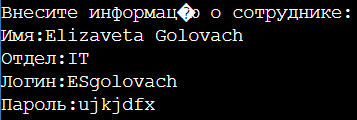 Внесите информац�ю о сотруднике:
Имя:Elizaveta Golovach
Отдел:IT
Логин:ESgolovach
Пароль:ujkjdfx